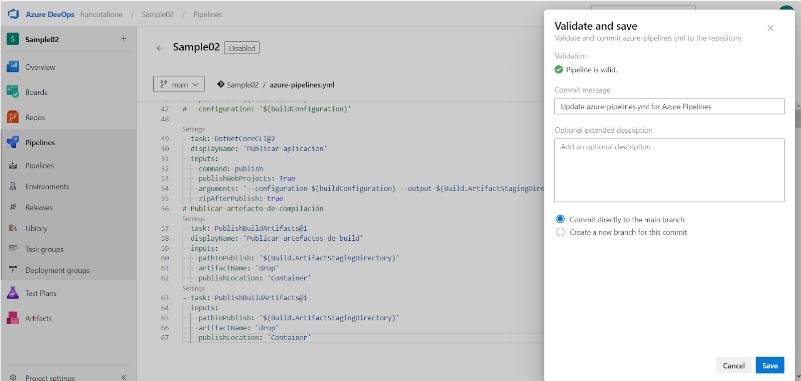 Azure DevOps francotallone / Sample02 / Pipelines
S Sample02 +
Overview
Boards
Repos
Pipelines
Pipelines
Environments
Releases
Library
Task groups
Deployment groups
Test Plans
Artifacts
Project settings «
← Sample02 Disabled
main Sample02 / azure-pipelines.yml
47 # configuration: '$(buildConfiguration)'
48
Settings
49 - task: DotNetCoreCLI@2
50 displayName: 'Publicar aplicacion'
51 inputs:
52 command: publish
53 publishWebProjects: True
54 arguments: '--configuration $(buildConfiguration) --output $(Build.ArtifactStagingDire
55 zipAfterPublish: true
56 # Publicar artefacto de compilación
Settings
57 - task: PublishBuildArtifacts@1
58 displayName: 'Publicar artefactos de build'
59 inputs:
60 pathToPublish: '$(Build.ArtifactStagingDirectory)'
61 artifactName: 'drop'
62 publishLocation: 'Container'
Settings
63 - task: PublishBuildArtifacts@1
64 inputs:
65 pathToPublish: '$(Build.ArtifactStagingDirectory)'
66 artifactName: 'drop'
67 publishLocation: 'Container'
Validate and save
Validate and commit azure-pipelines.yml to the repository.
Validation
Pipeline is valid.
Commit message
Update azure-pipelines.yml for Azure Pipelines
Optional extended description
Add an optional description...
Commit directly to the main branch
Create a new branch for this commit
Cancel Save